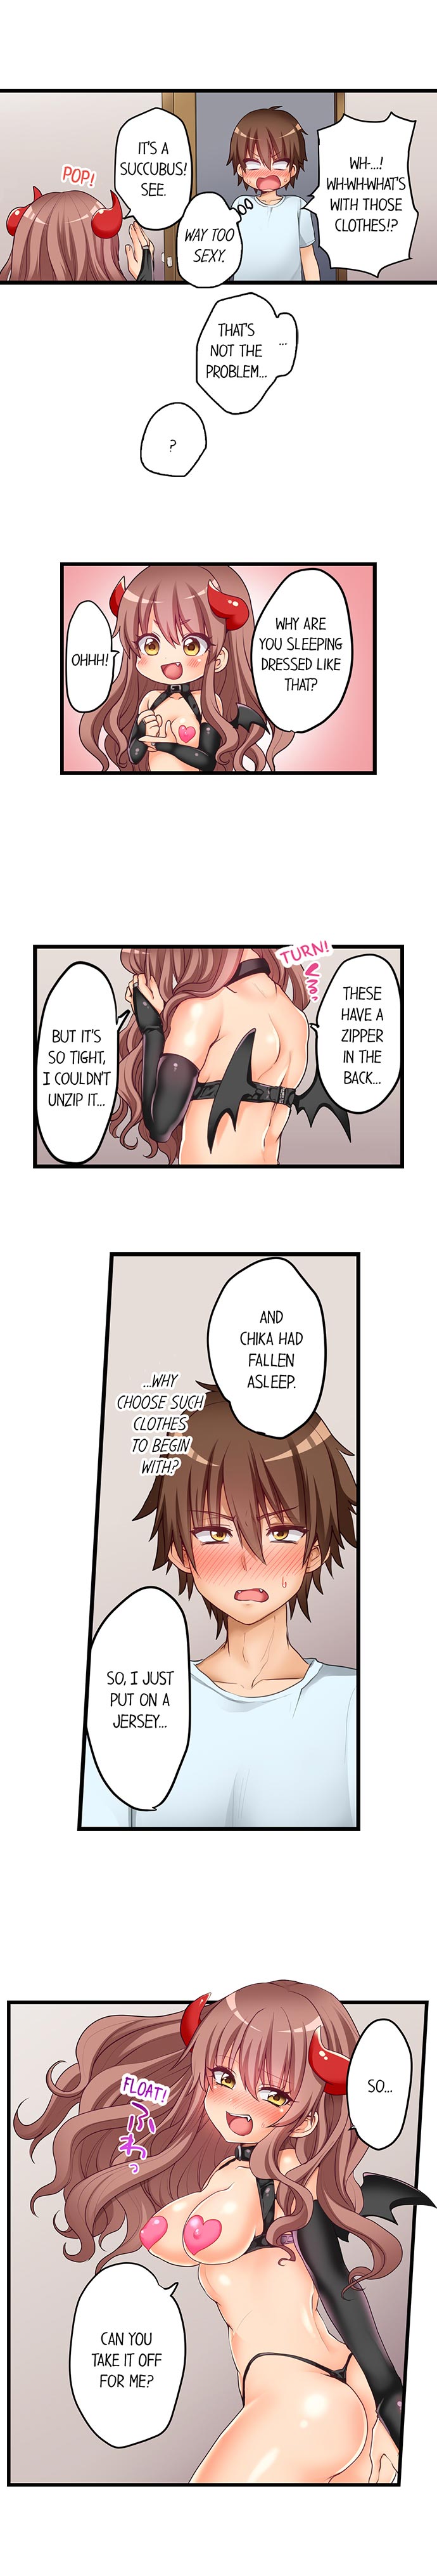 WH-...!
WH-WH-WHAT'S
WITH THOSE
CLOTHES!?
IT'S A
SUCCUBUS!
SEE.
POP!
WAY TOO
SEXY.
THAT'S
NOT THE
PROBLEM...
...
?
WHY ARE
YOU SLEEPING
DRESSED LIKE
THAT?
OHHH!
TURN!
くるっ
THESE
HAVE A
ZIPPER
IN THE
BACK...
BUT IT'S
SO TIGHT,
I COULDN'T
UNZIP IT...
AND
CHIKA HAD
FALLEN
ASLEEP.
...WHY
CHOOSE SUCH
CLOTHES
TO BEGIN
WITH?
SO, I JUST
PUT ON A
JERSEY...
SO...
FLOAT!
ふわっ
CAN YOU
TAKE IT OFF
FOR ME?